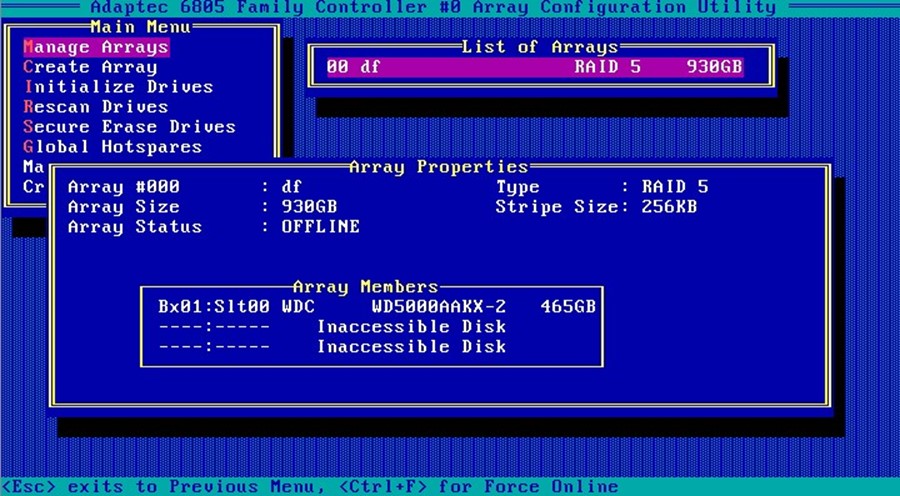 Adaptec 6805 Family Controller #0 Array Configuration Utility
Main Menu
Manage Arrays
Create Array
Initialize Drives
Rescan Drives
Secure Erase Drives
Global Hotspares
Ma
Cr
List of Arrays
00 df RAID 5 930GB
Array Properties
Array #000 : df Type : RAID 5
Array Size : 930GB Stripe Size: 256KB
Array Status : OFFLINE
Array Members
Bx01:Slt00 WDC WD5000AAKX-2 465GB
----:----- Inaccessible Disk
----:----- Inaccessible Disk
<Esc> exits to Previous Menu, <Ctrl+F> for Force Online